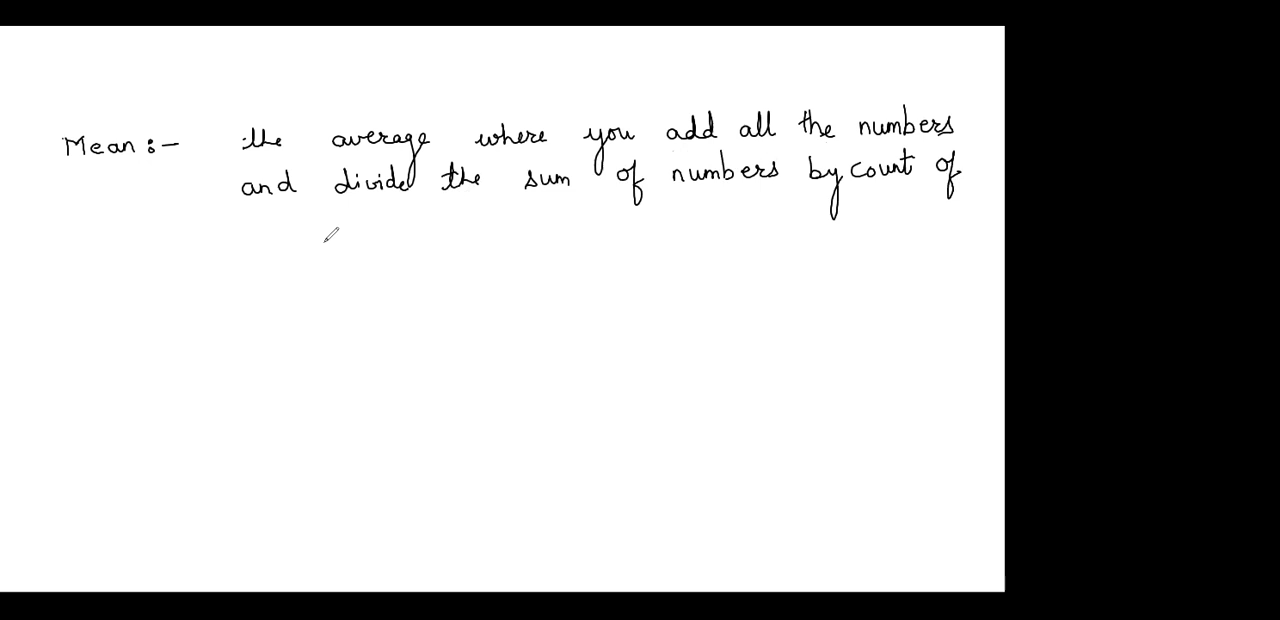 Mean :- the average where you add all the numbers
and divide the sum of numbers by count of